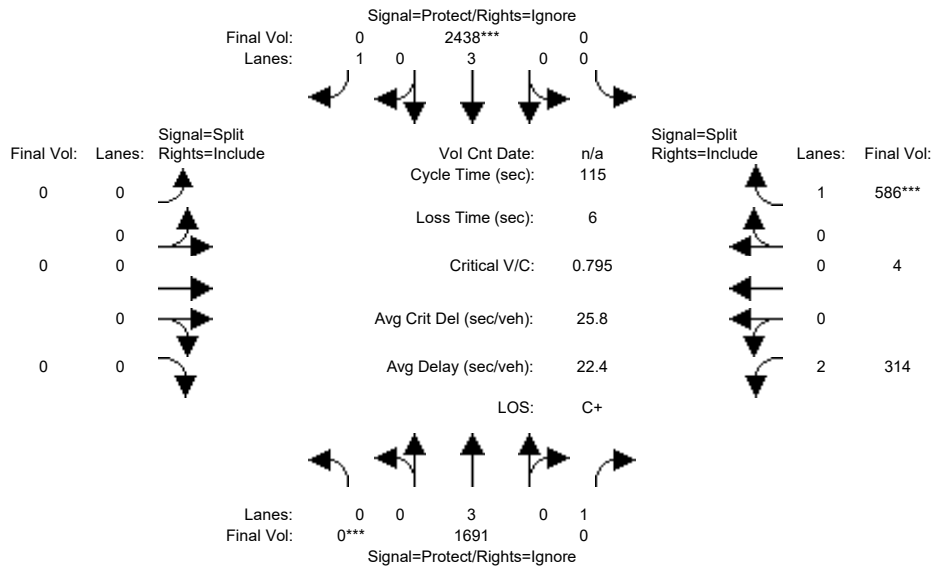 Signal=Protect/Rights=Ignore
Final Vol: 0 2438*** 0
Lanes: 1 0 3 0 0
Signal=Split Signal=Split
Final Vol: Lanes: Rights=Include Vol Cnt Date: n/a Rights=Include Lanes: Final Vol:
Cycle Time (sec): 115
0 0 1 586***
Loss Time (sec): 6
0 0
0 0 Critical V/C: 0.795 0 4
0 Avg Crit Del (sec/veh): 25.8 0
0 0 Avg Delay (sec/veh): 22.4 2 314
LOS: C+
Lanes: 0 0 3 0 1
Final Vol: 0*** 1691 0
Signal=Protect/Rights=Ignore